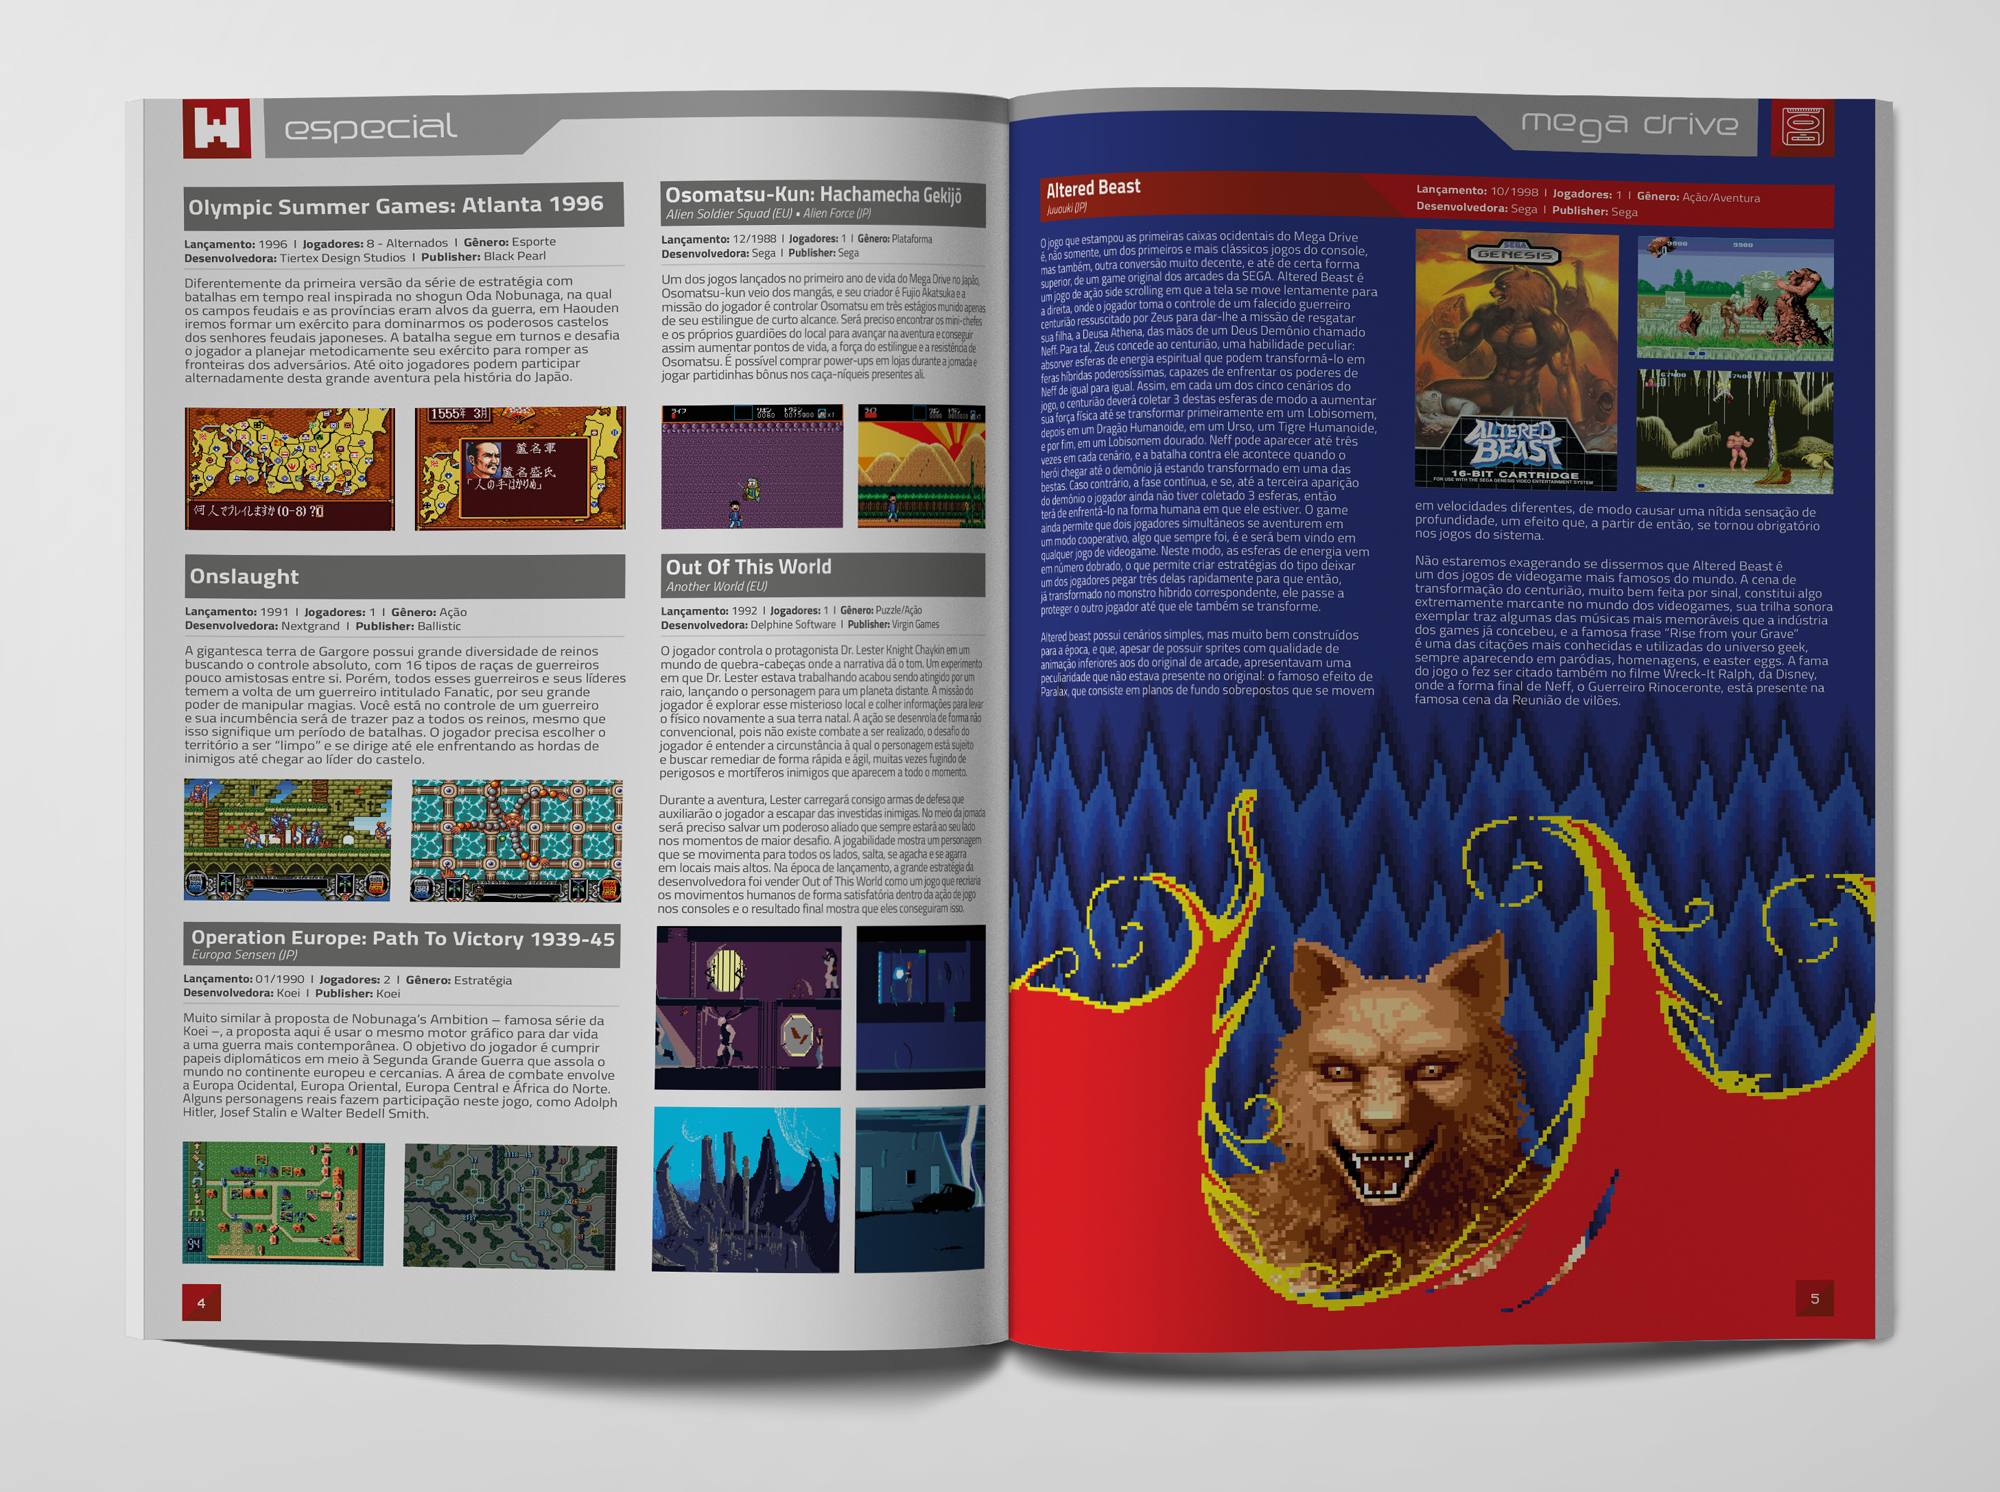 especial
Olympic Summer Games: Atlanta 1996
Lançamento: 1996 | Jogadores: 8 - Alternados | Gênero: Esporte
Desenvolvedora: Tiertex Design Studios | Publisher: Black Pearl
Diferentemente da primeira versão da série de estratégia com
batalhas em tempo real inspirada no shogun Oda Nobunaga, na qual
os campos feudais e as províncias eram alvos da guerra, em Haouden
iremos formar um exército para dominarmos os poderosos castelos
dos senhores feudais japoneses. A batalha segue em turnos e desafia
o jogador a planejar metodicamente seu exército para romper as
fronteiras dos adversários. Até oito jogadores podem participar
alternadamente desta grande aventura pela história do Japão.
何人でプレイしますか(0-8)?0
1555年 3月
蘆名軍
蘆名盛氏
「人の手はかりぬ」
Onslaught
Lançamento: 1991 | Jogadores: 1 | Gênero: Ação
Desenvolvedora: Nextgrand | Publisher: Ballistic
A gigantesca terra de Gargore possui grande diversidade de reinos
buscando o controle absoluto, com 16 tipos de raças de guerreiros
pouco amistosas entre si. Porém, todos esses guerreiros e seus líderes
temem a volta de um guerreiro intitulado Fanatic, por seu grande
poder de manipular magias. Você está no controle de um guerreiro
e sua incumbência será de trazer paz a todos os reinos, mesmo que
isso signifique um período de batalhas. O jogador precisa escolher o
território a ser "limpo" e se dirige até ele enfrentando as hordas de
inimigos até chegar ao líder do castelo.
Operation Europe: Path To Victory 1939-45
Europa Sensen (JP)
Lançamento: 01/1990 | Jogadores: 2 | Gênero: Estratégia
Desenvolvedora: Koei | Publisher: Koei
Muito similar à proposta de Nobunaga's Ambition – famosa série da
Koei –, a proposta aqui é usar o mesmo motor gráfico para dar vida
a uma guerra mais contemporânea. O objetivo do jogador é cumprir
papeis diplomáticos em meio à Segunda Grande Guerra que assola o
mundo no continente europeu e cercanias. A área de combate envolve
a Europa Ocidental, Europa Oriental, Europa Central e África do Norte.
Alguns personagens reais fazem participação neste jogo, como Adolph
Hitler, Josef Stalin e Walter Bedell Smith.
94
4
Osomatsu-Kun: Hachamecha Gekijō
Alien Soldier Squad (EU) • Alien Force (JP)
Lançamento: 12/1988 | Jogadores: 1 | Gênero: Plataforma
Desenvolvedora: Sega | Publisher: Sega
Um dos jogos lançados no primeiro ano de vida do Mega Drive no Japão,
Osomatsu-kun veio dos mangás, e seu criador é Fujio Akatsuka e a
missão do jogador é controlar Osomatsu em três estágios munido apenas
de seu estilingue de curto alcance. Será preciso encontrar os mini-chefes
e os próprios guardiões do local para avançar na aventura e conseguir
assim aumentar pontos de vida, a força do estilingue e a resistência de
Osomatsu. É possível comprar power-ups em lojas durante a jornada e
jogar partidinhas bônus nos caça-níqueis presentes ali.
Out Of This World
Another World (EU)
Lançamento: 1992 | Jogadores: 1 | Gênero: Puzzle/Ação
Desenvolvedora: Delphine Software | Publisher: Virgin Games
O jogador controla o protagonista Dr. Lester Knight Chaykin em um
mundo de quebra-cabeças onde a narrativa dá o tom. Um experimento
em que Dr. Lester estava trabalhando acabou sendo atingido por um
raio, lançando o personagem para um planeta distante. A missão do
jogador é explorar esse misterioso local e colher informações para levar
o físico novamente a sua terra natal. A ação se desenrola de forma não
convencional, pois não existe combate a ser realizado, o desafio do
jogador é entender a circunstância à qual o personagem está sujeito
e buscar remediar de forma rápida e ágil, muitas vezes fugindo de
perigosos e mortíferos inimigos que aparecem a todo o momento.
Durante a aventura, Lester carregará consigo armas de defesa que
auxiliarão o jogador a escapar das investidas inimigas. No meio da jornada
será preciso salvar um poderoso aliado que sempre estará ao seu lado
nos momentos de maior desafio. A jogabilidade mostra um personagem
que se movimenta para todos os lados, salta, se agacha e se agarra
em locais mais altos. Na época de lançamento, a grande estratégia da
desenvolvedora foi vender Out of This World como um jogo que recriaria
os movimentos humanos de forma satisfatória dentro da ação de jogo
nos consoles e o resultado final mostra que eles conseguiram isso.
mega drive
Altered Beast
Juuouki (JP)
Lançamento: 10/1998 | Jogadores: 1 | Gênero: Ação/Aventura
Desenvolvedora: Sega | Publisher: Sega
O jogo que estampou as primeiras caixas ocidentais do Mega Drive
é, não somente, um dos primeiros e mais clássicos jogos do console,
mas também, outra conversão muito decente, e até de certa forma
superior, de um game original dos arcades da SEGA. Altered Beast é
um jogo de ação side scrolling em que a tela se move lentamente para
a direita, onde o jogador toma o controle de um falecido guerreiro
centurião ressuscitado por Zeus para dar-lhe a missão de resgatar
sua filha, a Deusa Athena, das mãos de um Deus Demônio chamado
Neff. Para tal, Zeus concede ao centurião, uma habilidade peculiar:
absorver esferas de energia espiritual que podem transformá-lo em
feras híbridas poderosíssimas, capazes de enfrentar os poderes de
Neff de igual para igual. Assim, em cada um dos cinco cenários do
jogo, o centurião deverá coletar 3 destas esferas de modo a aumentar
sua força física até se transformar primeiramente em um Lobisomem,
depois em um Dragão Humanoide, em um Urso, um Tigre Humanoide,
e por fim, em um Lobisomem dourado. Neff pode aparecer até três
vezes em cada cenário, e a batalha contra ele acontece quando o
herói chegar até o demônio já estando transformado em uma das
bestas. Caso contrário, a fase contínua, e se, até a terceira aparição
do demônio o jogador ainda não tiver coletado 3 esferas, então
terá de enfrentá-lo na forma humana em que ele estiver. O game
ainda permite que dois jogadores simultâneos se aventurem em
um modo cooperativo, algo que sempre foi, é e será bem vindo em
qualquer jogo de videogame. Neste modo, as esferas de energia vem
em número dobrado, o que permite criar estratégias do tipo deixar
um dos jogadores pegar três delas rapidamente para que então,
já transformado no monstro híbrido correspondente, ele passe a
proteger o outro jogador até que ele também se transforme.
Altered beast possui cenários simples, mas muito bem construídos
para a época, e que, apesar de possuir sprites com qualidade de
animação inferiores aos do original de arcade, apresentavam uma
peculiaridade que não estava presente no original: o famoso efeito de
Paralax, que consiste em planos de fundo sobrepostos que se movem
SEGA
GENESIS
ALTERED
BEAST
16-BIT CARTRIDGE
FOR USE WITH THE SEGA GENESIS VIDEO ENTERTAINMENT SYSTEM
em velocidades diferentes, de modo causar uma nítida sensação de
profundidade, um efeito que, a partir de então, se tornou obrigatório
nos jogos do sistema.
Não estaremos exagerando se dissermos que Altered Beast é
um dos jogos de videogame mais famosos do mundo. A cena de
transformação do centurião, muito bem feita por sinal, constitui algo
extremamente marcante no mundo dos videogames, sua trilha sonora
exemplar traz algumas das músicas mais memoráveis que a indústria
dos games já concebeu, e a famosa frase "Rise from your Grave"
é uma das citações mais conhecidas e utilizadas do universo geek,
sempre aparecendo em paródias, homenagens, e easter eggs. A fama
do jogo o fez ser citado também no filme Wreck-It Ralph, da Disney,
onde a forma final de Neff, o Guerreiro Rinoceronte, está presente na
famosa cena da Reunião de vilões.
5